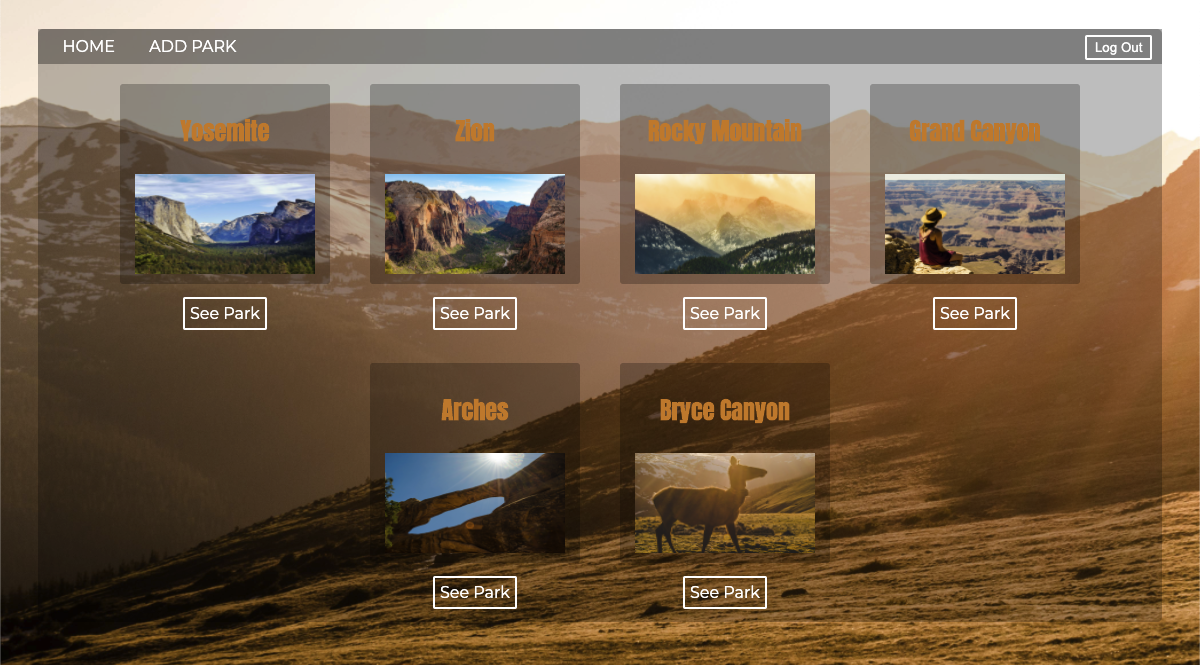 HOME ADD PARK Log Out
Yosemite Zion Rocky Mountain Grand Canyon
See Park See Park See Park See Park
Arches Bryce Canyon
See Park See Park